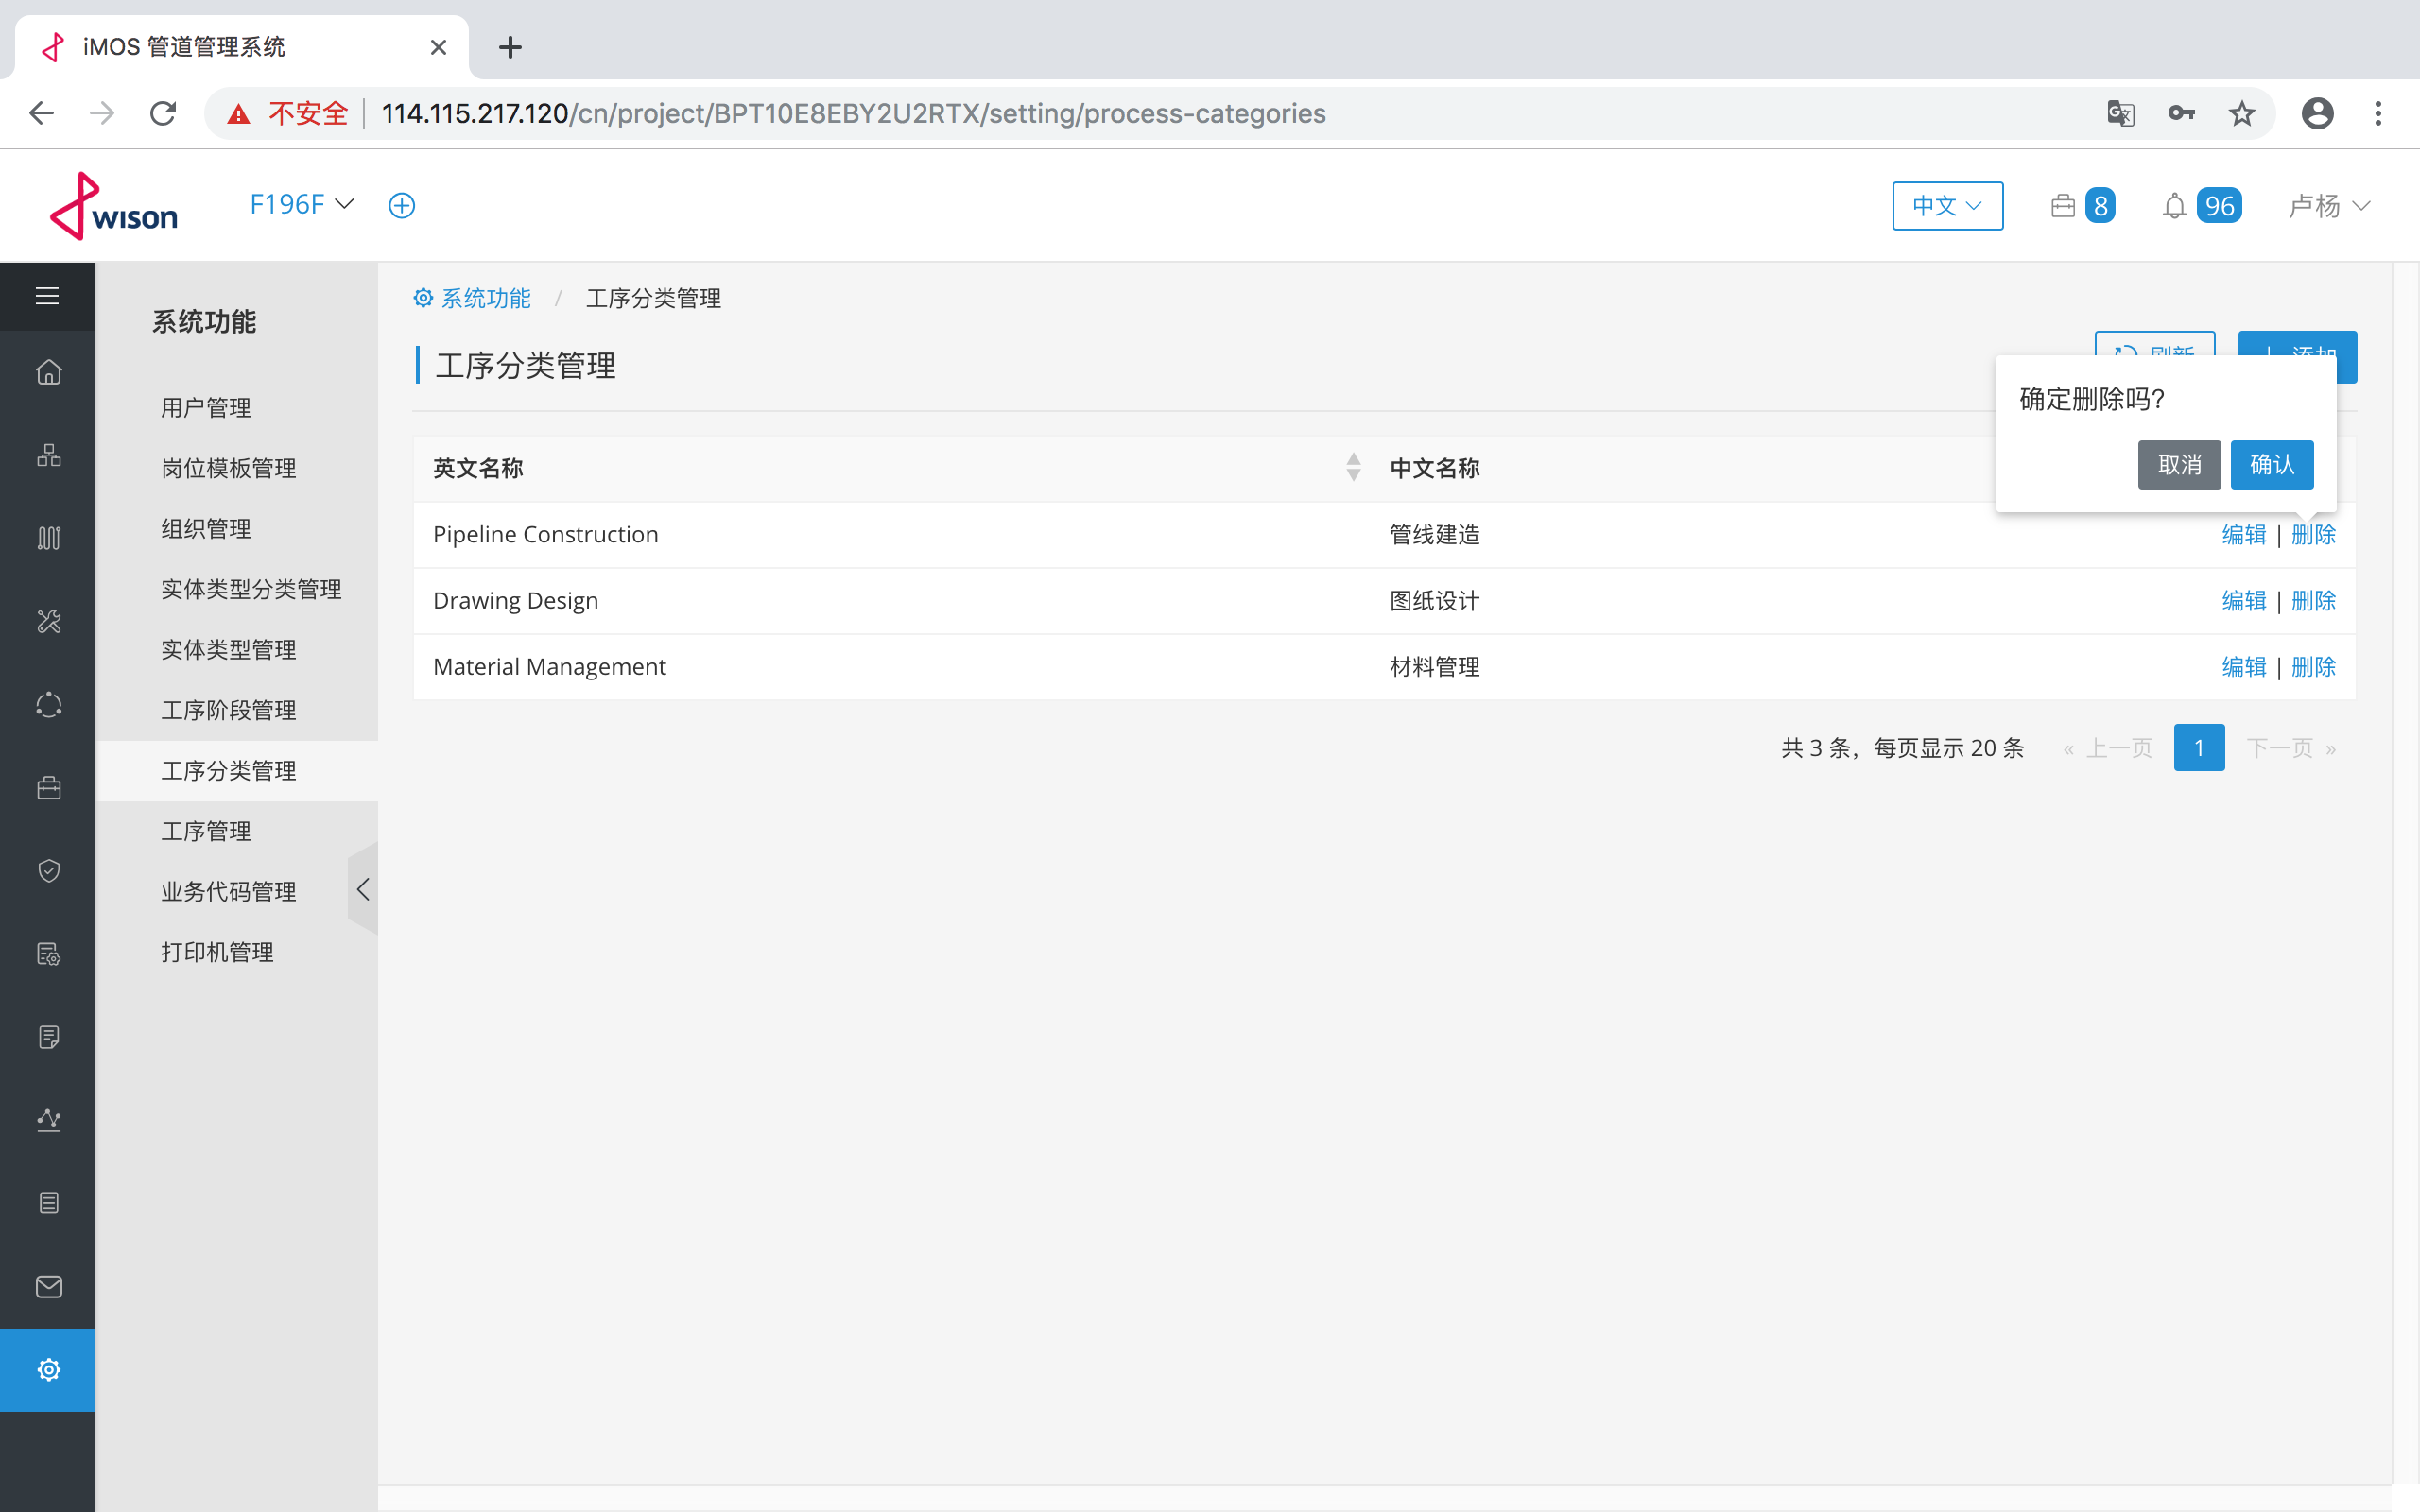 iMOS 管道管理系统
不安全 114.115.217.120/cn/project/BPT10E8EBY2U2RTX/setting/process-categories
wison F196F 中文 8 96 卢杨
系统功能
用户管理
岗位模板管理
组织管理
实体类型分类管理
实体类型管理
工序阶段管理
工序分类管理
工序管理
业务代码管理
打印机管理
系统功能 / 工序分类管理
工序分类管理
刷新 添加
确定删除吗?
取消 确认
英文名称 中文名称
Pipeline Construction 管线建造 编辑 | 删除
Drawing Design 图纸设计 编辑 | 删除
Material Management 材料管理 编辑 | 删除
共 3 条，每页显示 20 条 « 上一页 1 下一页 »